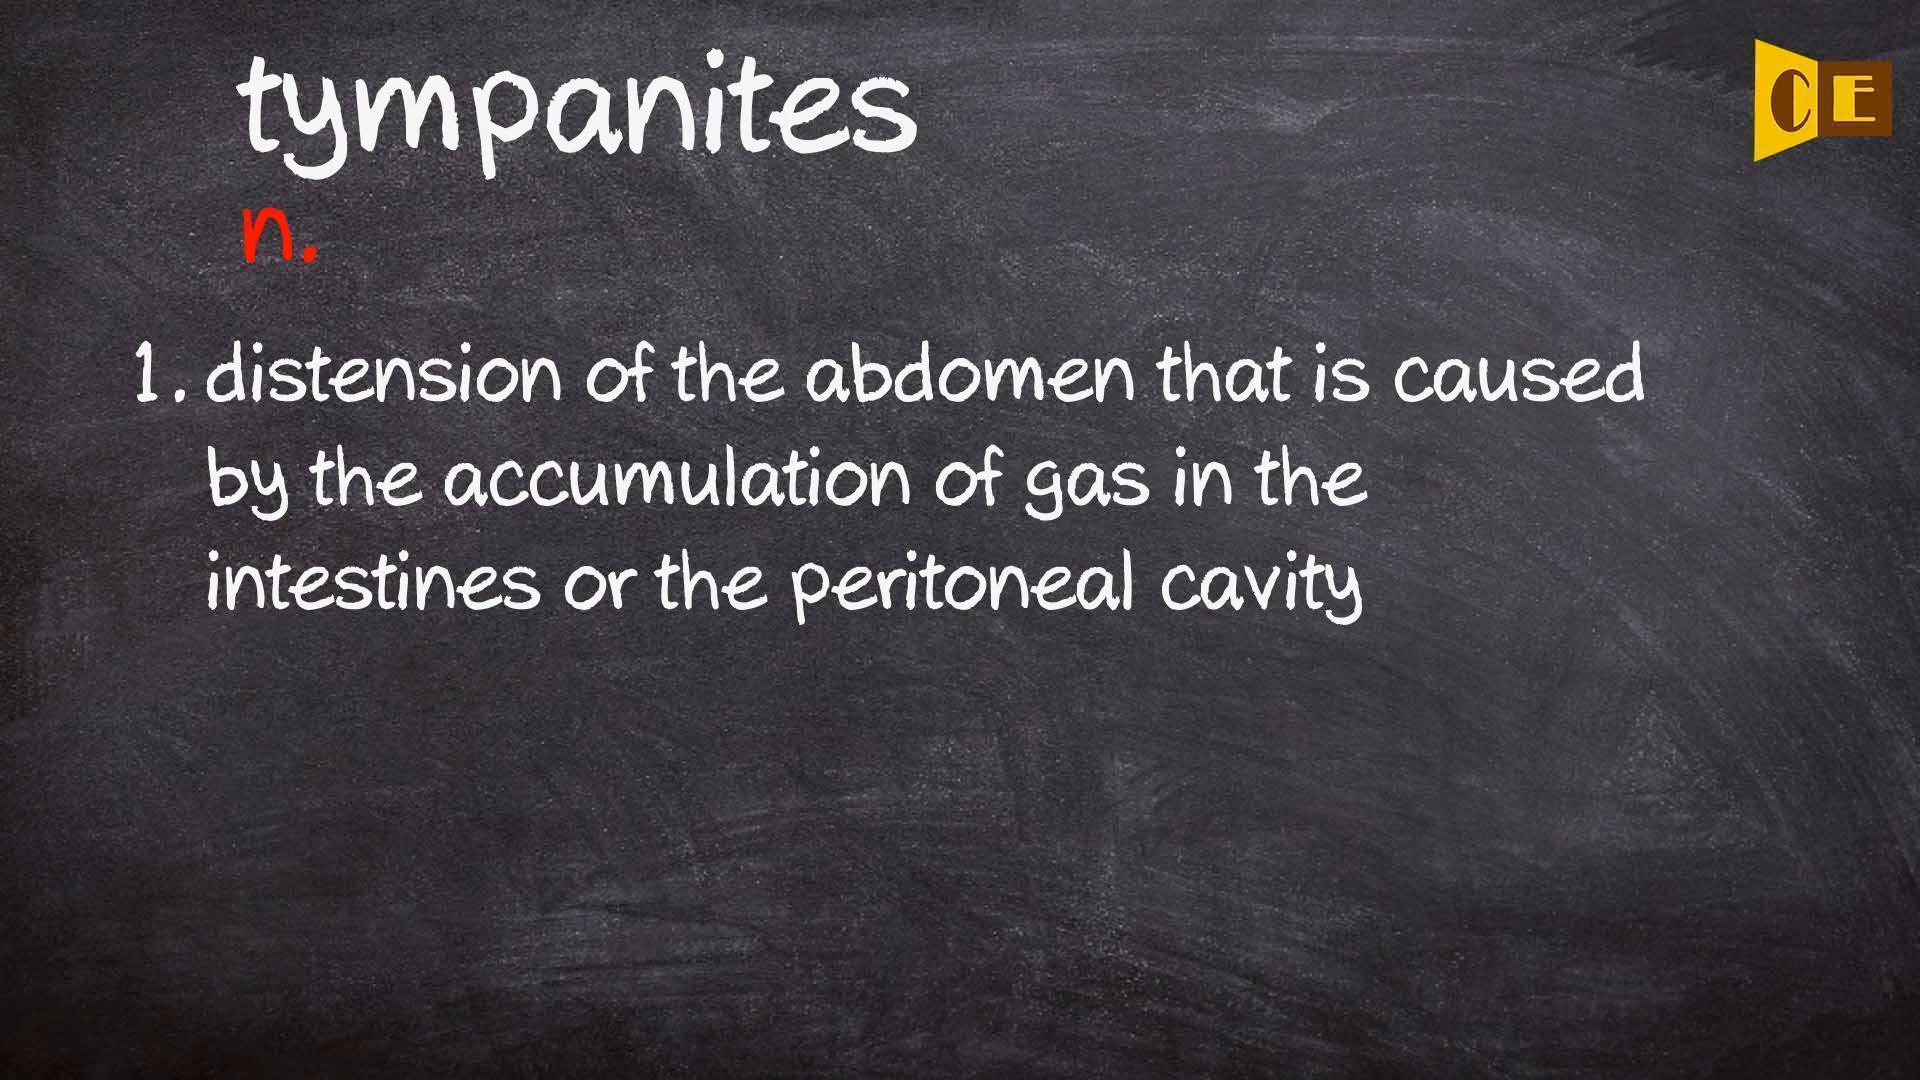 tympanites
CE
n.
1. distension of the abdomen that is caused
by the accumulation of gas in the
intestines or the peritoneal cavity